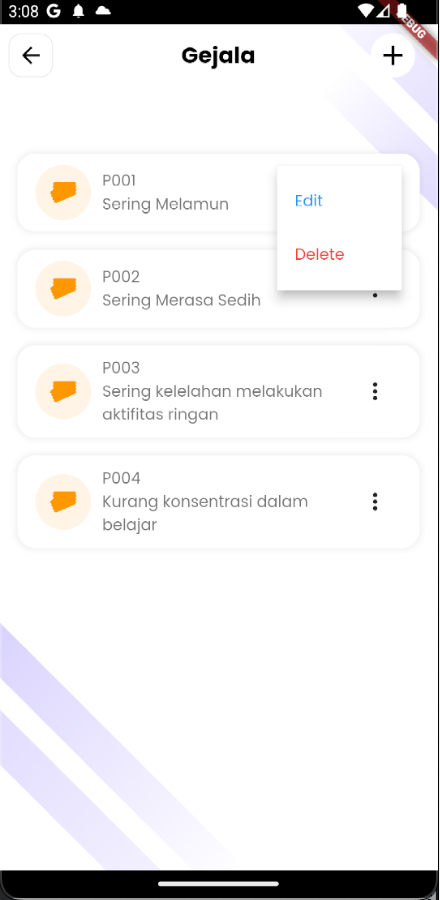 3:08 G
DEBUG
Gejala
P001
Sering Melamun
Edit
Delete
P002
Sering Merasa Sedih
P003
Sering kelelahan melakukan
aktifitas ringan
P004
Kurang konsentrasi dalam
belajar